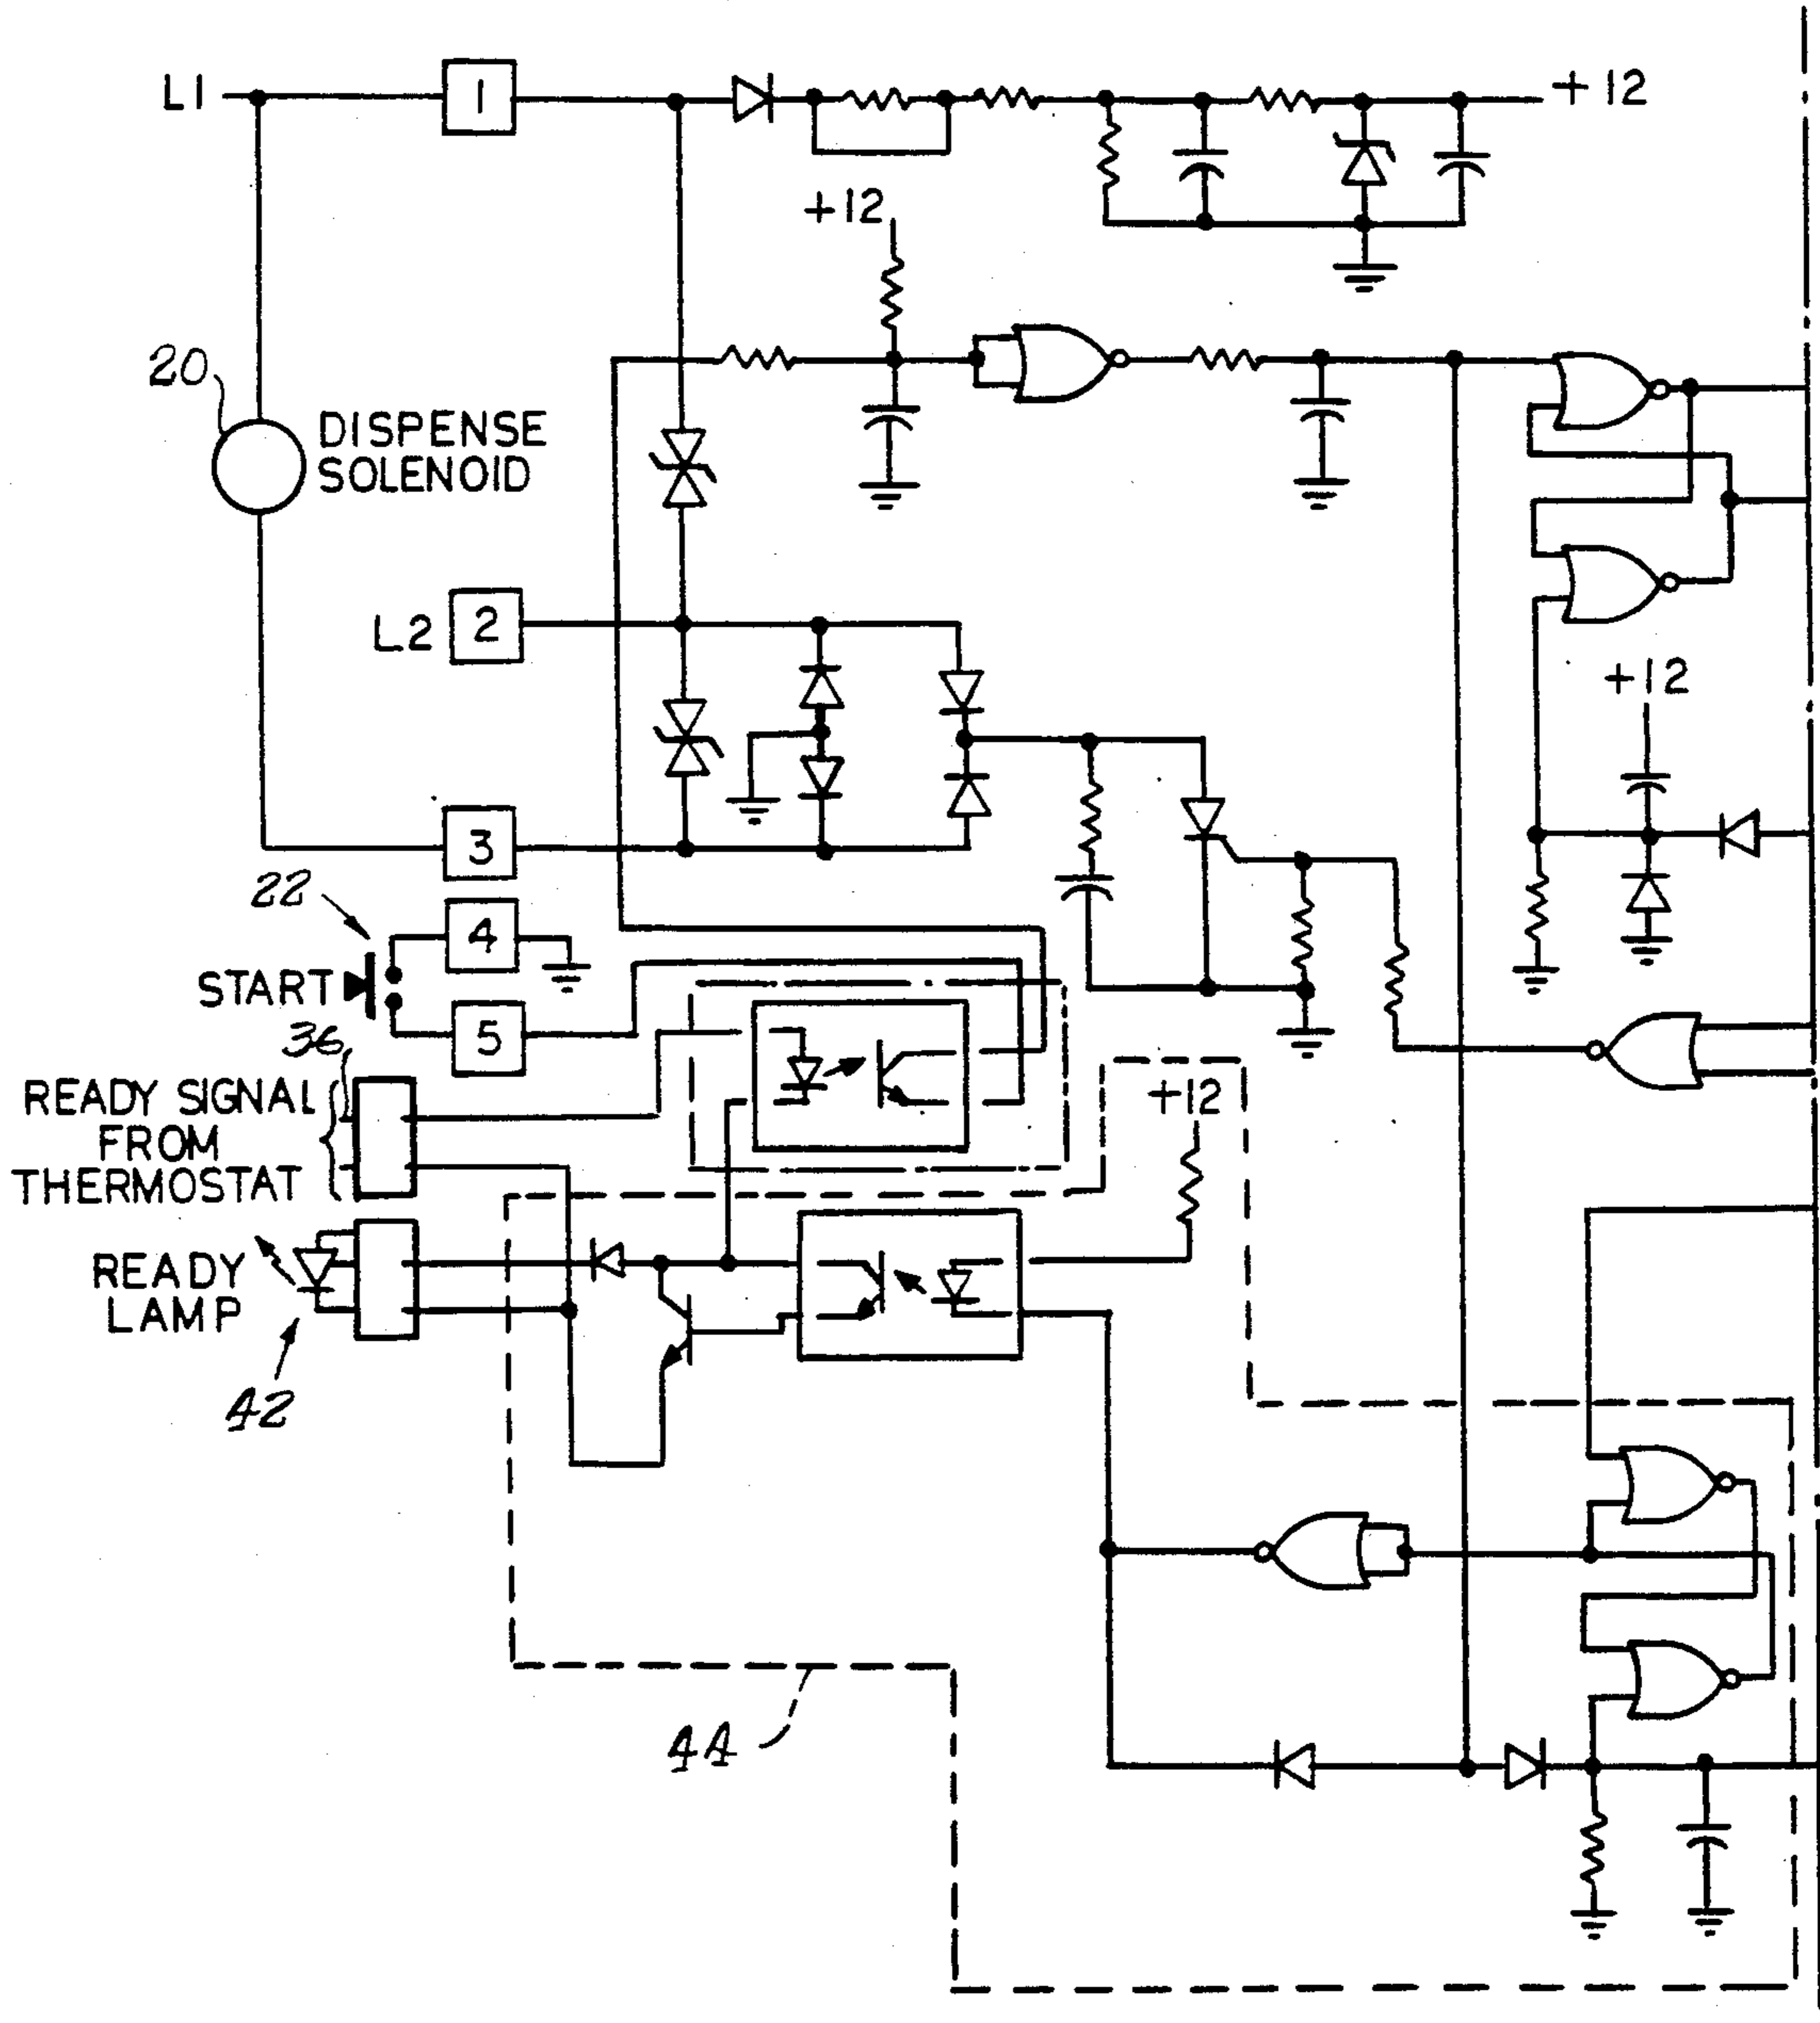 L1
1
+12
+12
20
DISPENSE
SOLENOID
L2
2
+12
3
22
4
START
5
36
READY SIGNAL
FROM
THERMOSTAT
+12
READY
LAMP
42
44